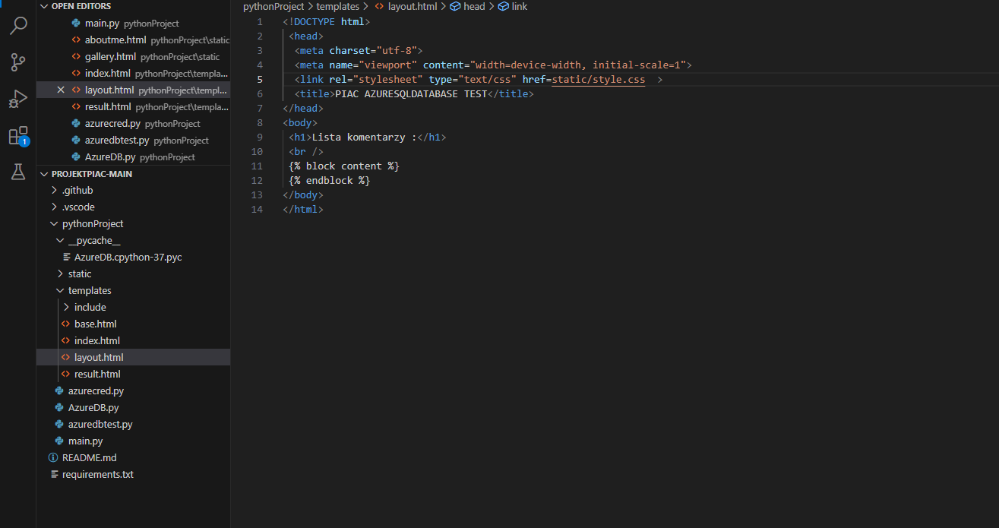 OPEN EDITORS
main.py pythonProject
aboutme.html pythonProject\static
gallery.html pythonProject\static
index.html pythonProject\templa...
layout.html pythonProject\templ...
result.html pythonProject\templa...
azurecred.py pythonProject
azuredbtest.py pythonProject
AzureDB.py pythonProject
1
PROJEKTPIAC-MAIN
.github
.vscode
pythonProject
__pycache__
AzureDB.cpython-37.pyc
static
templates
include
base.html
index.html
layout.html
result.html
azurecred.py
AzureDB.py
azuredbtest.py
main.py
README.md
requirements.txt
pythonProject > templates > <> layout.html > head > link
1 <!DOCTYPE html>
2 <head>
3 <meta charset="utf-8">
4 <meta name="viewport" content="width=device-width, initial-scale=1">
5 <link rel="stylesheet" type="text/css" href=static/style.css >
6 <title>PIAC AZURESQLDATABASE TEST</title>
7 </head>
8 <body>
9 <h1>Lista komentarzy :</h1>
10 <br />
11 {% block content %}
12 {% endblock %}
13 </body>
14 </html>